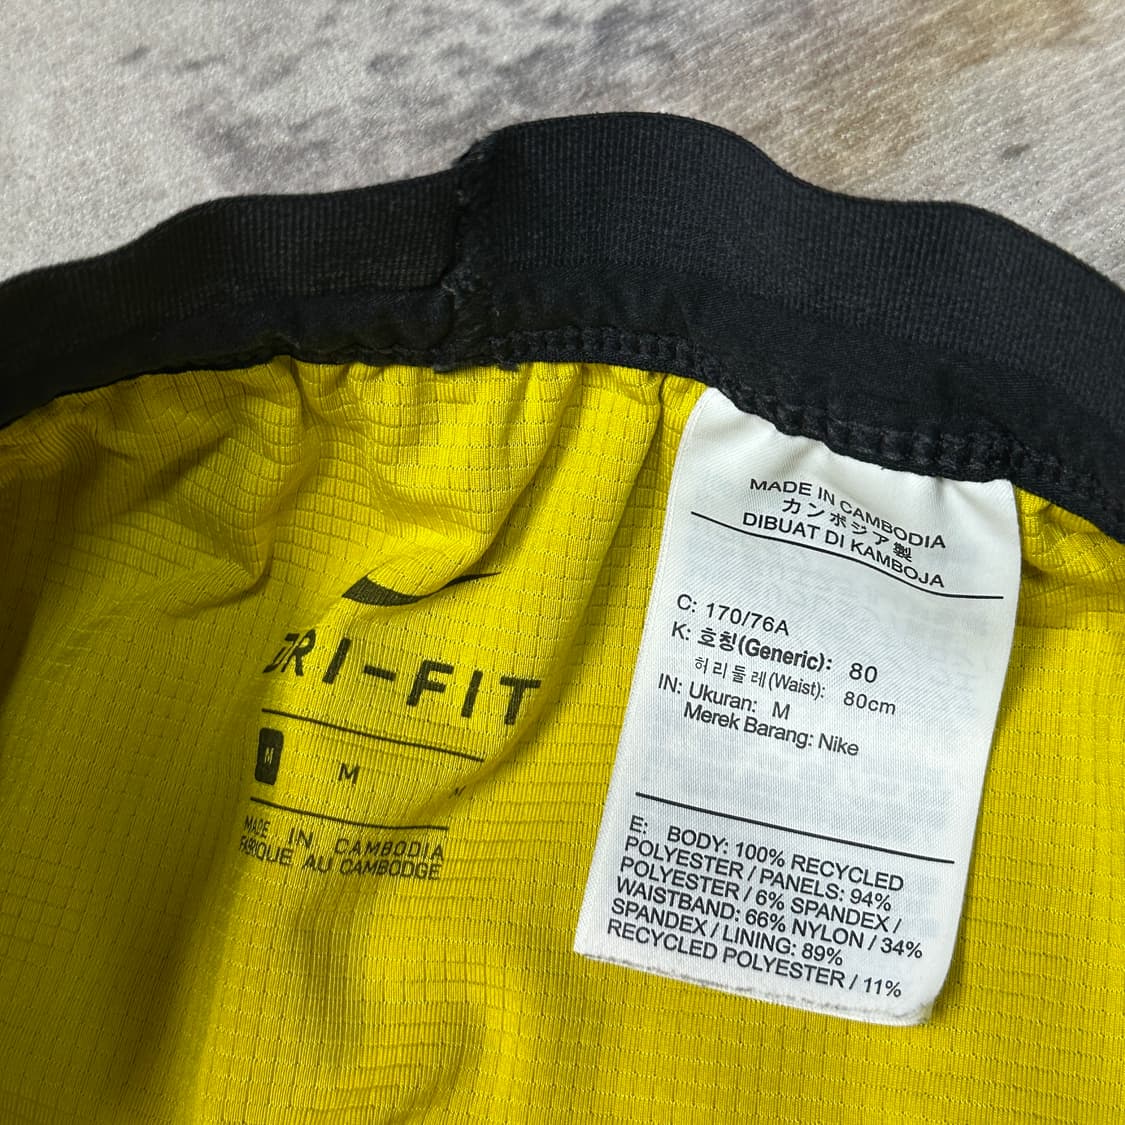 DRI-FIT
M M M
MADE IN CAMBODIA
FABRIQUE AU CAMBODGE
MADE IN CAMBODIA
カンボジア製
DIBUAT DI KAMBOJA
C: 170/76A
K: 호칭(Generic): 80
허리둘레(Waist): 80cm
IN: Ukuran: M
Merek Barang: Nike
E: BODY: 100% RECYCLED
POLYESTER / PANELS: 94%
POLYESTER / 6% SPANDEX /
WAISTBAND: 66% NYLON / 34%
SPANDEX / LINING: 89%
RECYCLED POLYESTER / 11%